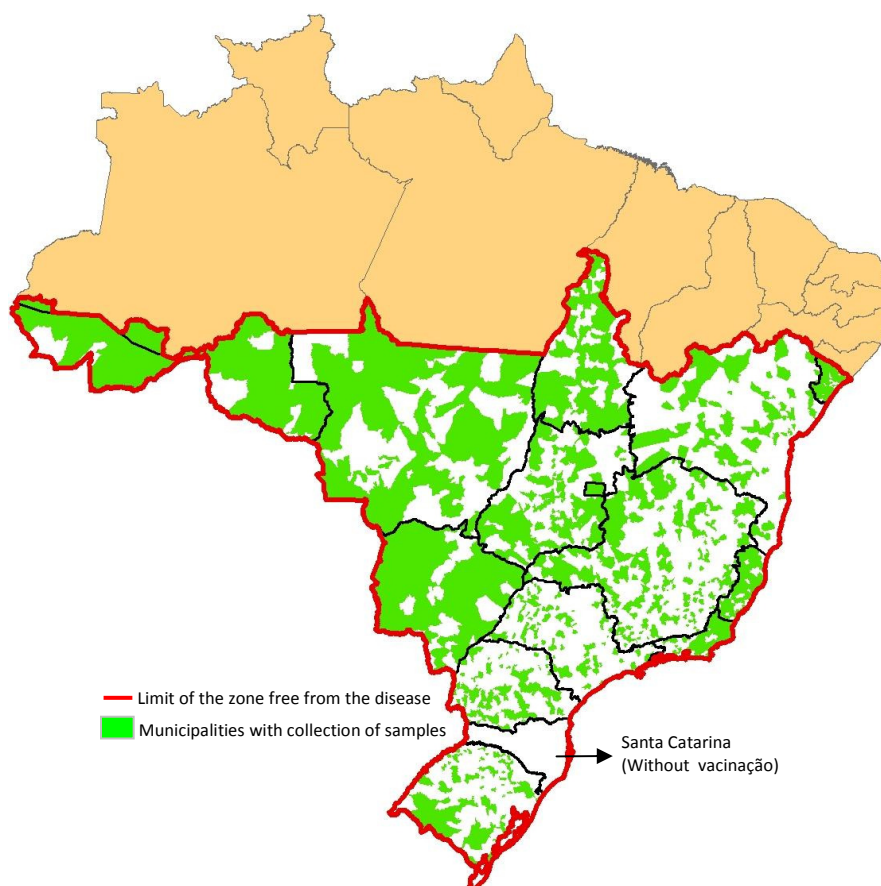 Limit of the zone free from the disease
Municipalities with collection of samples
Santa Catarina
(Without vacinação)